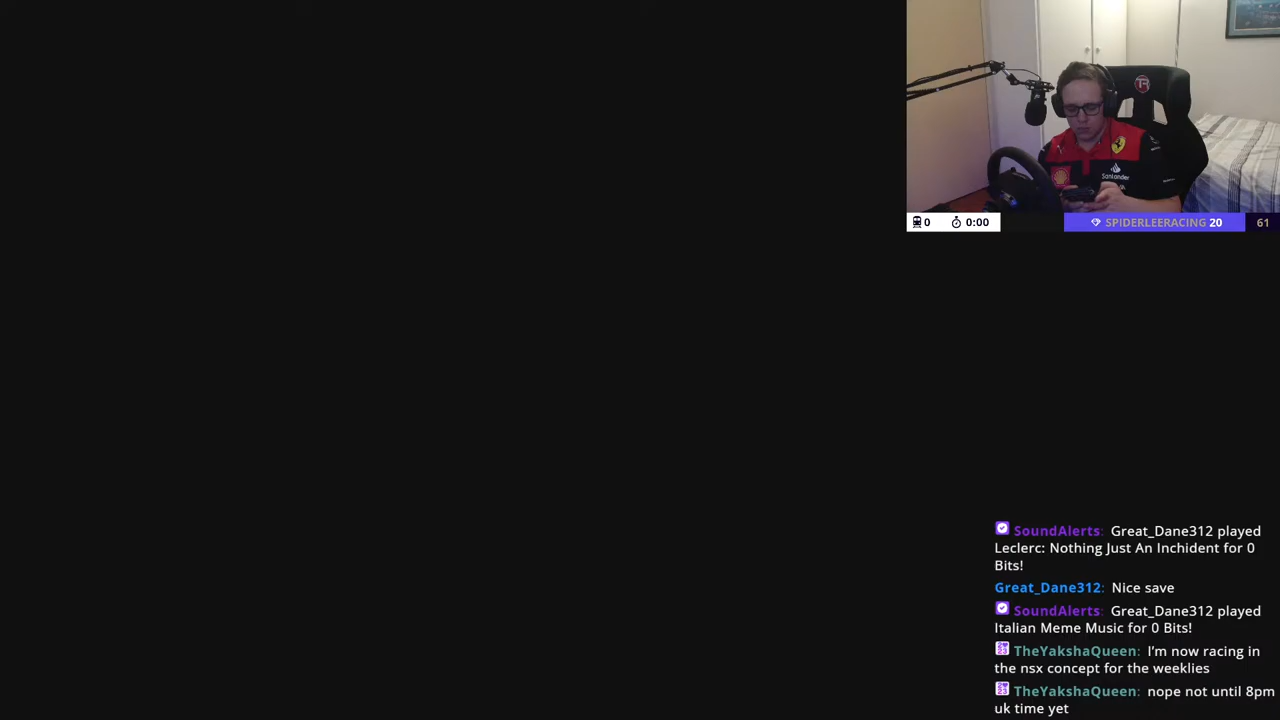 Santander
0
0:00
SPIDERLEERACING 20
61
SoundAlerts: Great_Dane312 played
Leclerc: Nothing Just An Inchident for 0
Bits!
Great_Dane312: Nice save
SoundAlerts: Great_Dane312 played
Italian Meme Music for 0 Bits!
TheYakshaQueen: I'm now racing in
the nsx concept for the weeklies
TheYakshaQueen: nope not until 8pm
uk time yet